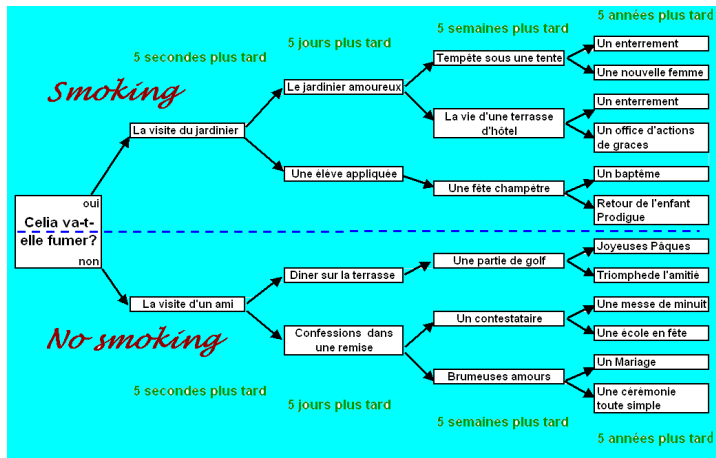 5 secondes plus tard
5 jours plus tard
5 semaines plus tard
5 années plus tard
Smoking
oui
Celia va-t-
elle fumer?
non
La visite du jardinier
Le jardinier amoureux
Tempête sous une tente
Un enterrement
Une nouvelle femme
La vie d'une terrasse
d'hôtel
Un enterrement
Un office d'actions
de graces
Une élève appliquée
Une fête champêtre
Un baptême
Retour de l'enfant
Prodigue
No smoking
La visite d'un ami
Diner sur la terrasse
Une partie de golf
Joyeuses Pâques
Triomphede l'amitié
Confessions dans
une remise
Un contestataire
Une messe de minuit
Une école en fête
Brumeuses amours
Un Mariage
Une cérémonie
toute simple
5 secondes plus tard
5 jours plus tard
5 semaines plus tard
5 années plus tard